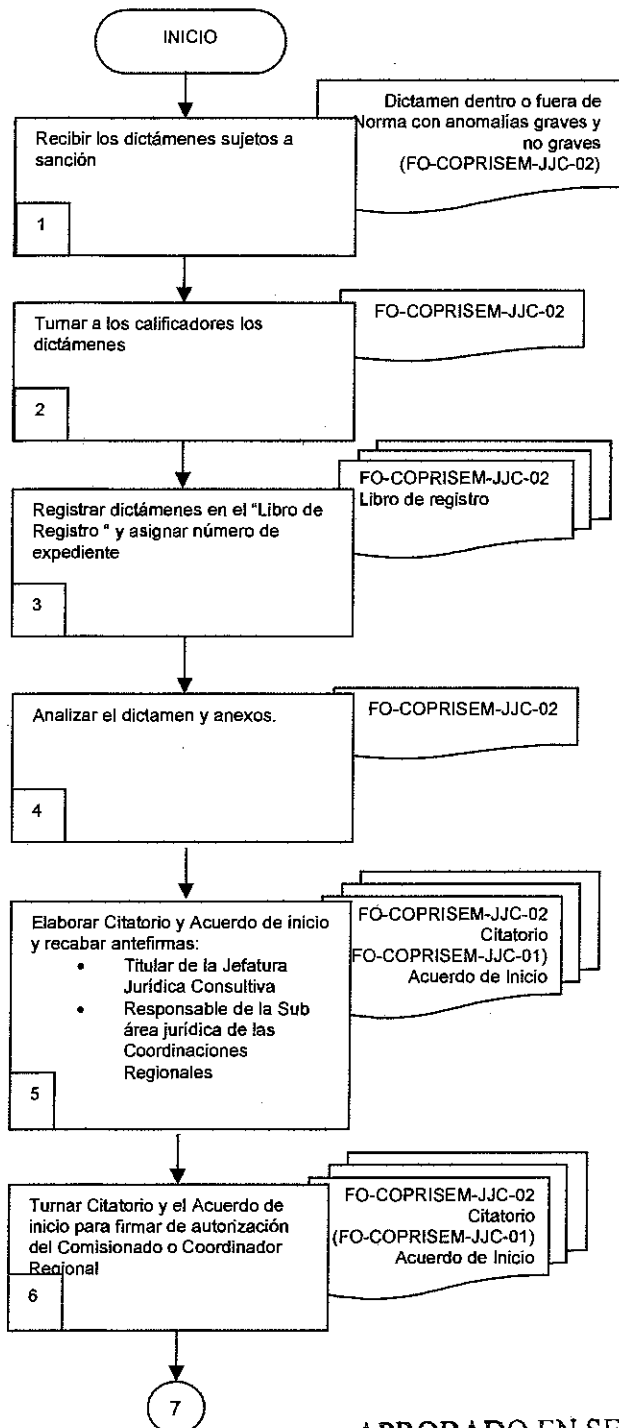 INICIO
Dictamen dentro o fuera de
Norma con anomalías graves y
no graves
(FO-COPRISEM-JJC-02)
Recibir los dictámenes sujetos a
sanción
1
FO-COPRISEM-JJC-02
Turnar a los calificadores los
dictámenes
2
FO-COPRISEM-JJC-02
Libro de registro
Registrar dictámenes en el "Libro de
Registro " y asignar número de
expediente
3
Analizar el dictamen y anexos.
FO-COPRISEM-JJC-02
4
Elaborar Citatorio y Acuerdo de inicio
y recabar antefirmas:
• Titular de la Jefatura
Jurídica Consultiva
• Responsable de la Sub
área jurídica de las
Coordinaciones
Regionales
5
FO-COPRISEM-JJC-02
Citatorio
FO-COPRISEM-JJC-01)
Acuerdo de Inicio
Turnar Citatorio y el Acuerdo de
inicio para firmar de autorización
del Comisionado o Coordinador
Regional
6
FO-COPRISEM-JJC-02
Citatorio
(FO-COPRISEM-JJC-01)
Acuerdo de Inicio
7
APROBADO EN SE